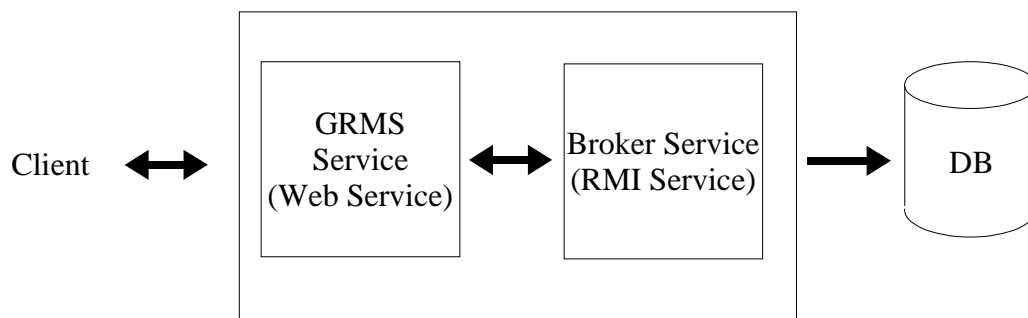 Client
GRMS
Service
(Web Service)
Broker Service
(RMI Service)
DB